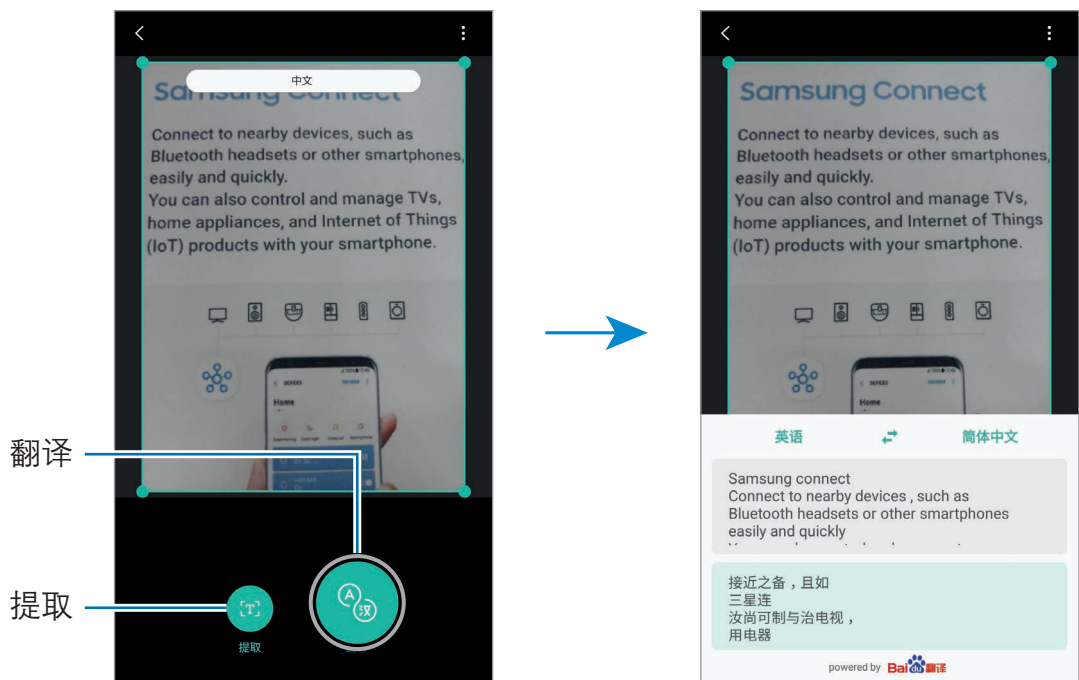 翻译
提取
中文
Samsung Connect
Connect to nearby devices, such as
Bluetooth headsets or other smartphones,
easily and quickly.
You can also control and manage TVs,
home appliances, and Internet of Things
(IoT) products with your smartphone.
DEVICES
Home
提取
Samsung Connect
Connect to nearby devices, such as
Bluetooth headsets or other smartphones,
easily and quickly.
You can also control and manage TVs,
home appliances, and Internet of Things
(IoT) products with your smartphone.
DEVICES
Home
英语
简体中文
Samsung connect
Connect to nearby devices , such as
Bluetooth headsets or other smartphones
easily and quickly
接近之备，且如
三星连
汝尚可制与治电视，
用电器
powered by Bai du 翻译